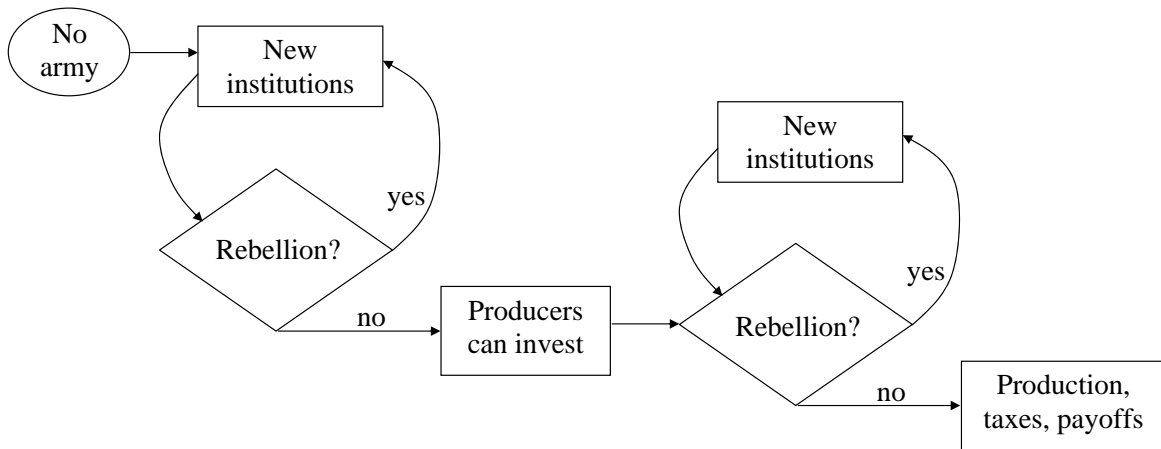 No
army
New
institutions
yes
Rebellion?
no
Producers
can invest
New
institutions
yes
Rebellion?
no
Production,
taxes, payoffs